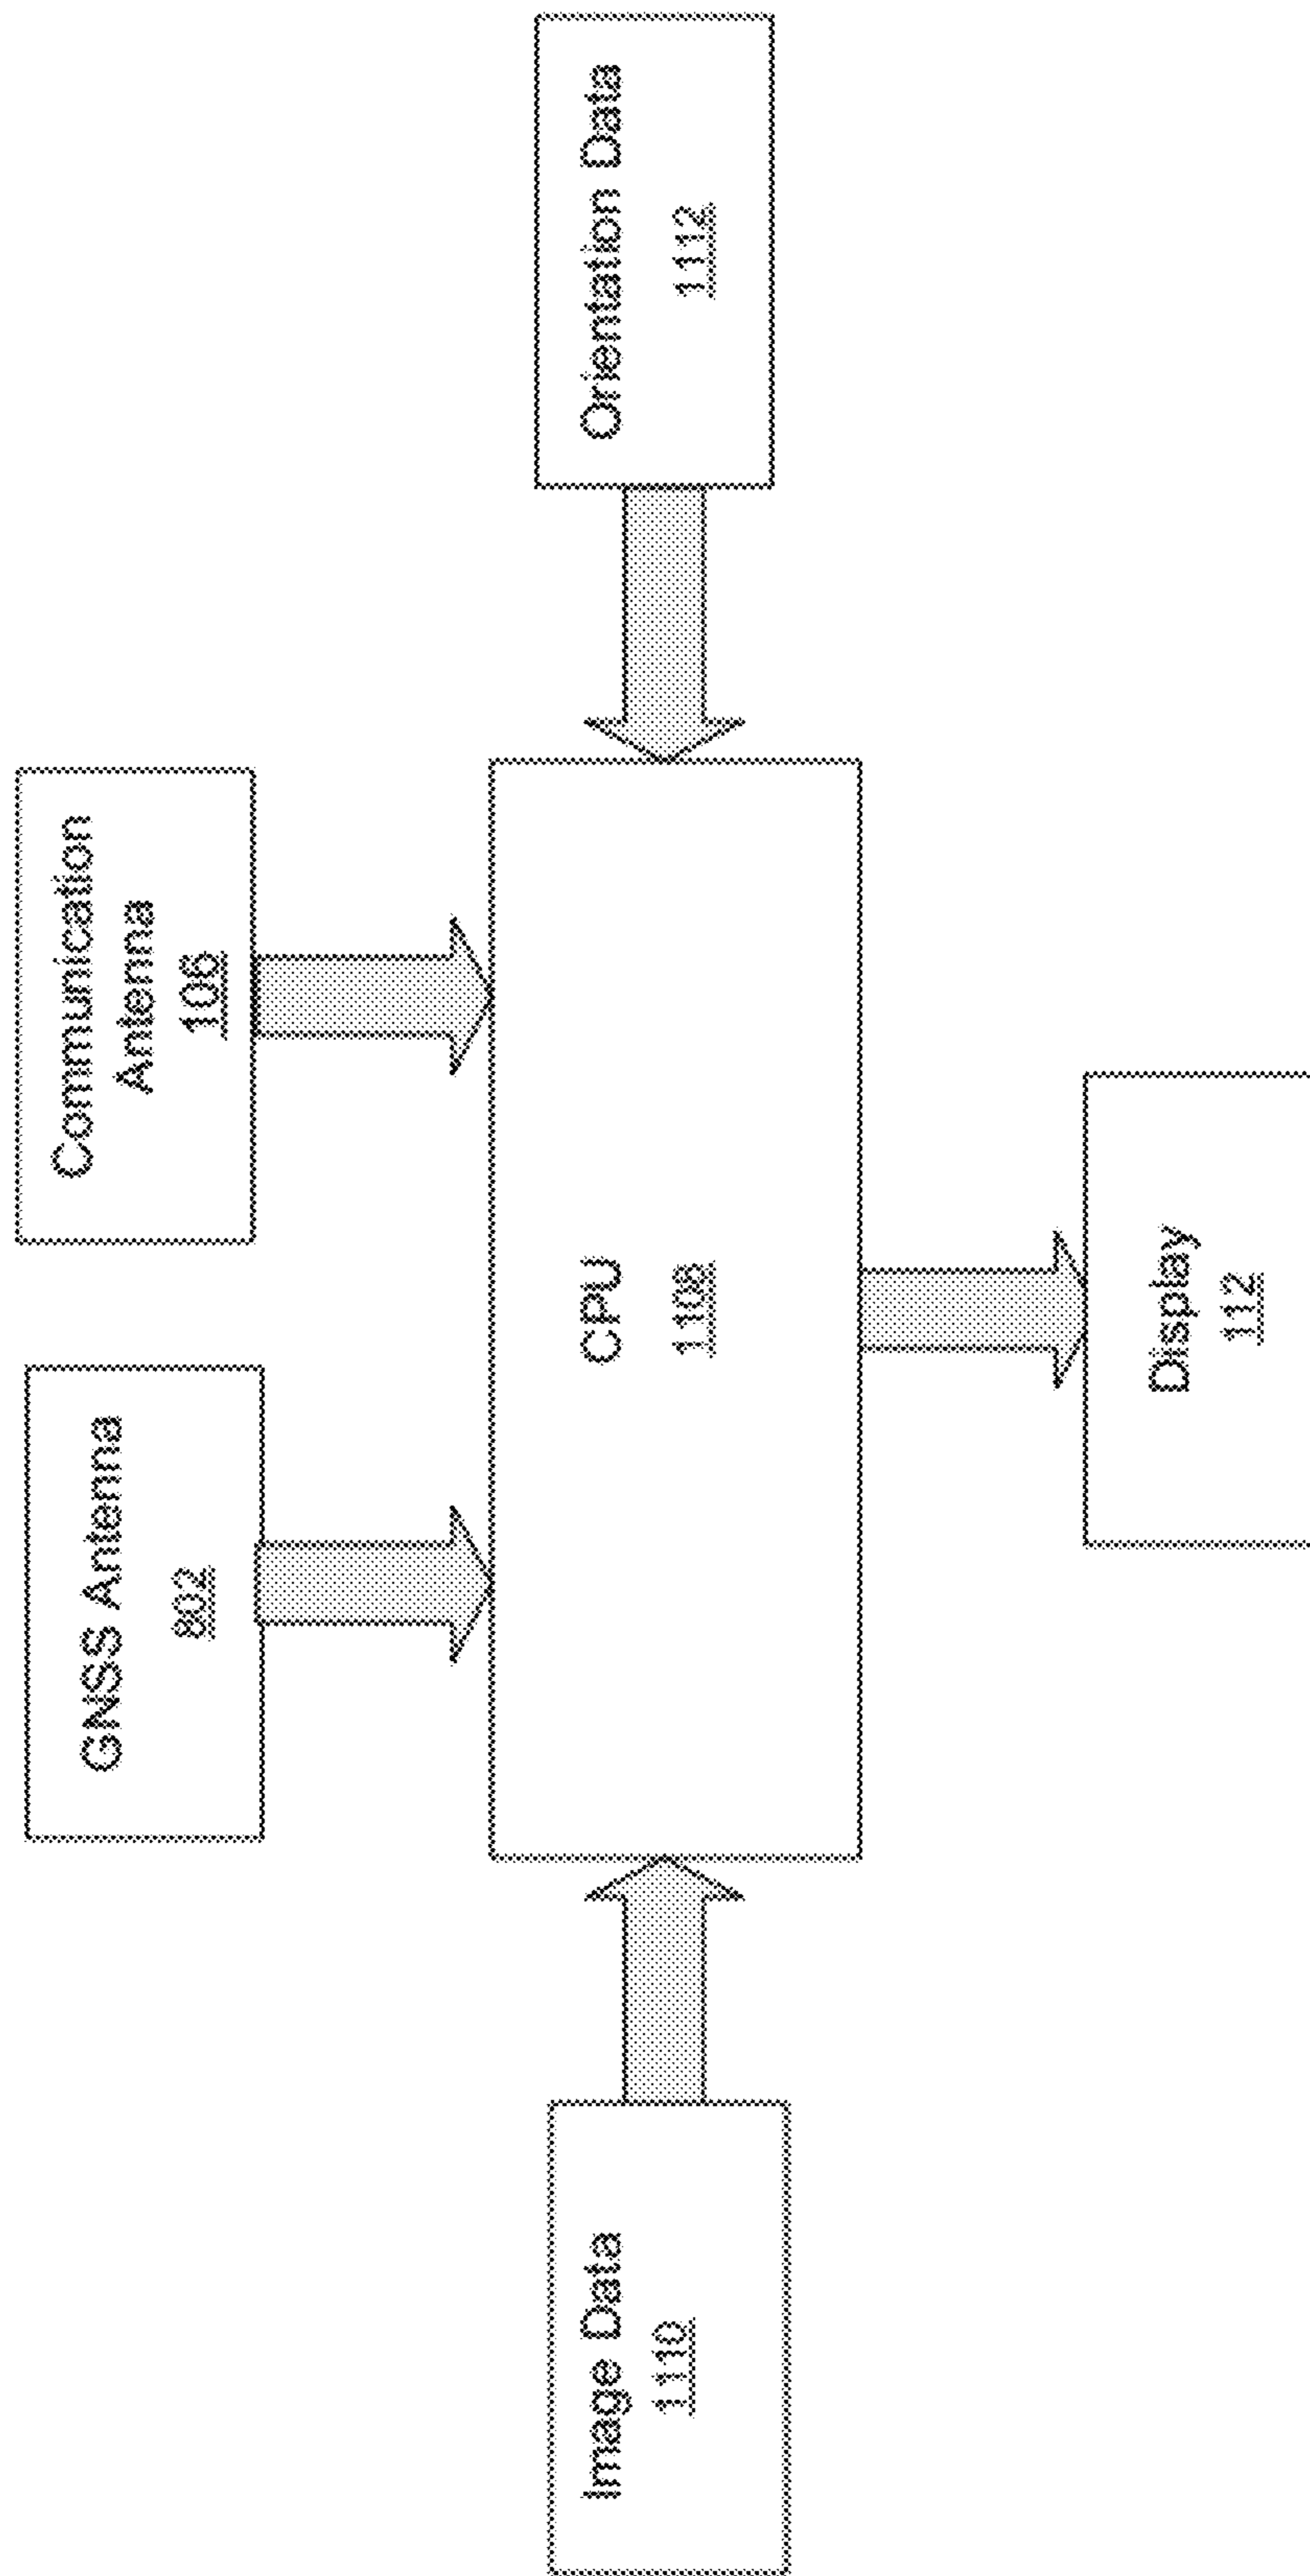 GNSS Antenna
802
Communication
Antenna
106
Image Data
1110
CPU
1108
Orientation Data
1112
Display
112